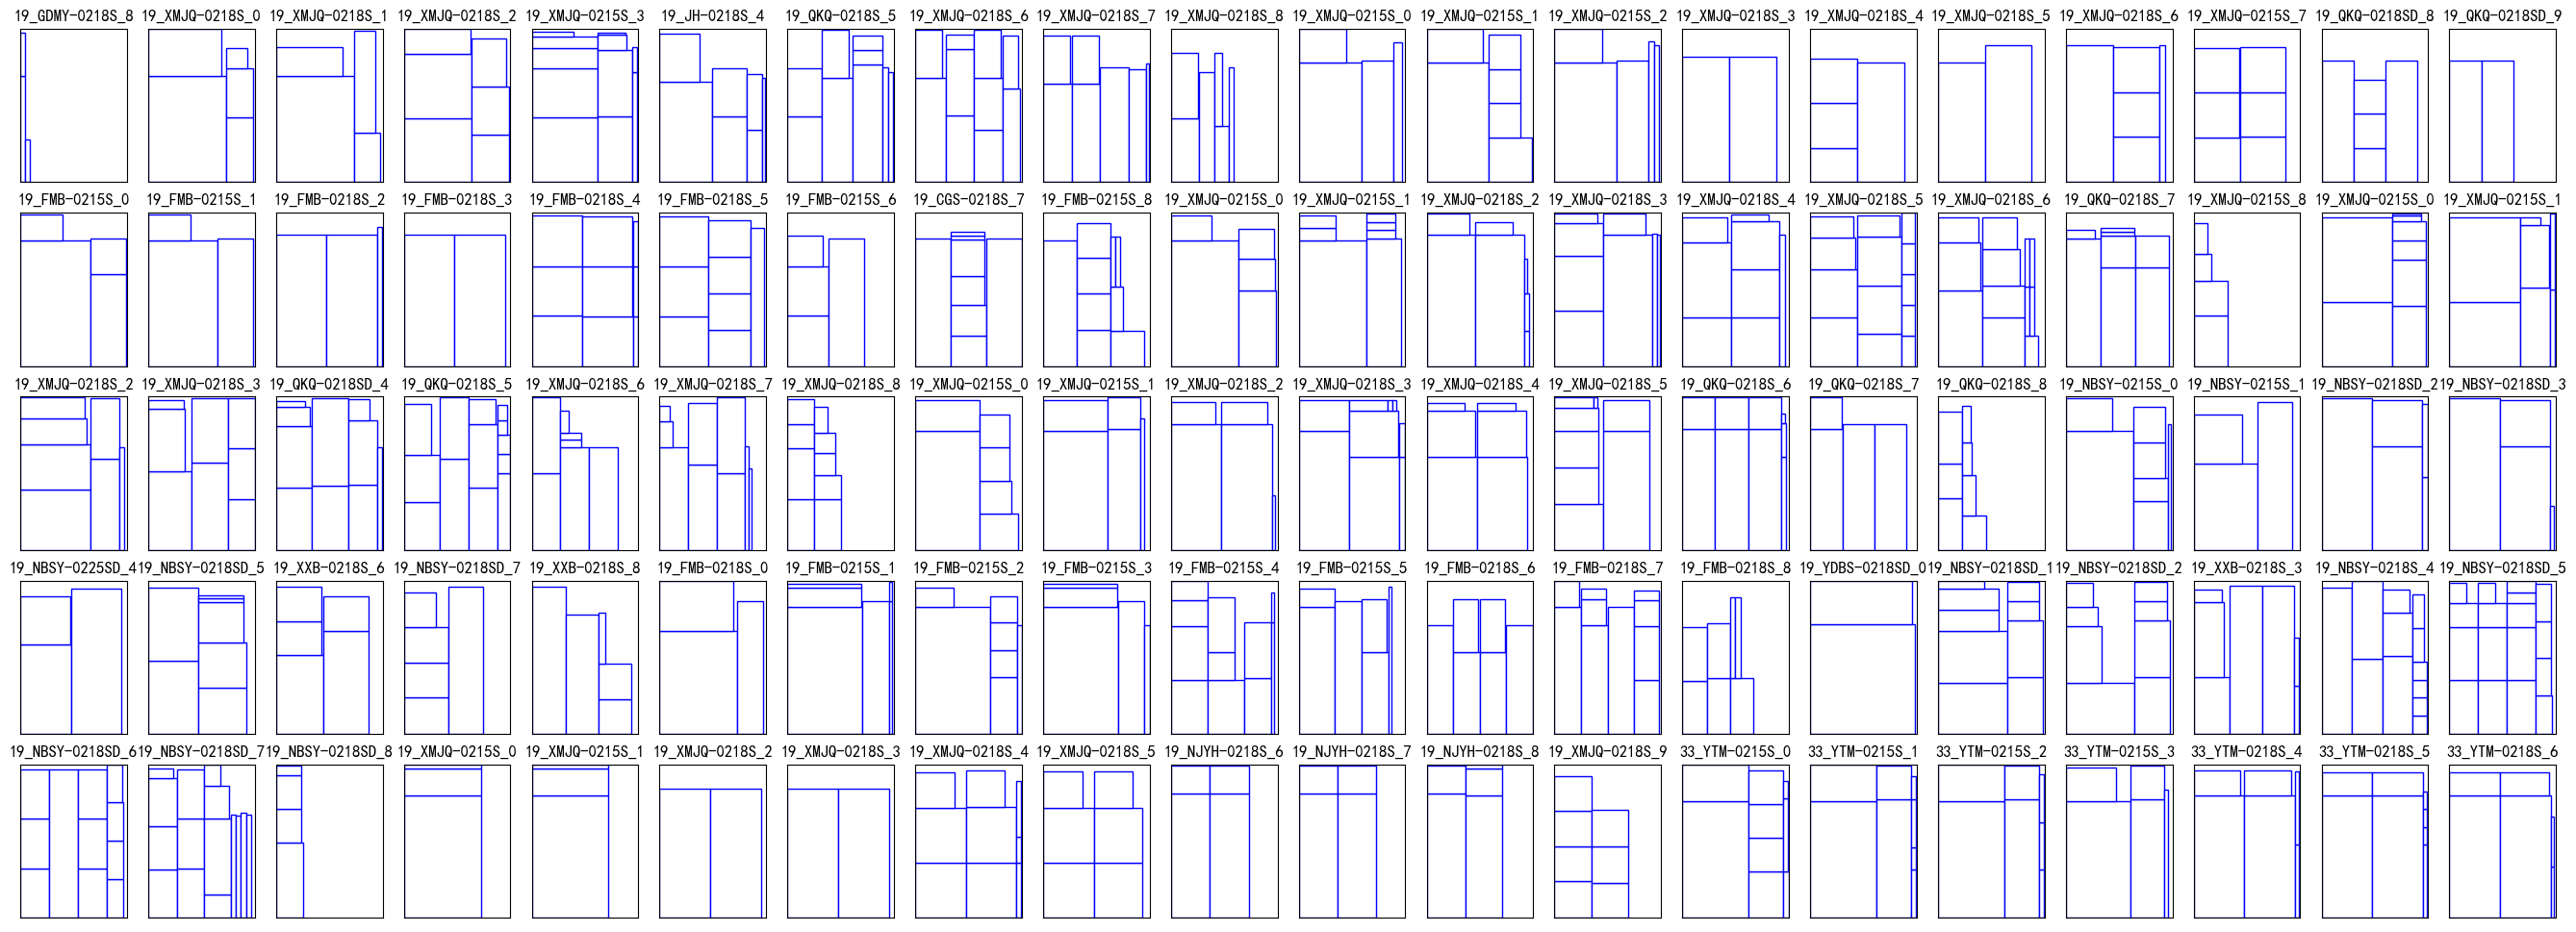 19_GDMY-0218S_8 19_XMJQ-0218S_0 19_XMJQ-0218S_1 19_XMJQ-0218S_2 19_XMJQ-0215S_3 19_JH-0218S_4 19_QKQ-0218S_5 19_XMJQ-0218S_6 19_XMJQ-0218S_7 19_XMJQ-0218S_8 19_XMJQ-0215S_0 19_XMJQ-0215S_1 19_XMJQ-0215S_2 19_XMJQ-0218S_3 19_XMJQ-0218S_4 19_XMJQ-0218S_5 19_XMJQ-0218S_6 19_XMJQ-0215S_7 19_QKQ-0218SD_8 19_QKQ-0218SD_9
19_FMB-0215S_0 19_FMB-0215S_1 19_FMB-0218S_2 19_FMB-0218S_3 19_FMB-0218S_4 19_FMB-0218S_5 19_FMB-0215S_6 19_CGS-0218S_7 19_FMB-0215S_8 19_XMJQ-0215S_0 19_XMJQ-0215S_1 19_XMJQ-0218S_2 19_XMJQ-0218S_3 19_XMJQ-0218S_4 19_XMJQ-0218S_5 19_XMJQ-0218S_6 19_QKQ-0218S_7 19_XMJQ-0215S_8 19_XMJQ-0215S_0 19_XMJQ-0215S_1
19_XMJQ-0218S_2 19_XMJQ-0218S_3 19_QKQ-0218SD_4 19_QKQ-0218S_5 19_XMJQ-0218S_6 19_XMJQ-0218S_7 19_XMJQ-0218S_8 19_XMJQ-0215S_0 19_XMJQ-0215S_1 19_XMJQ-0218S_2 19_XMJQ-0218S_3 19_XMJQ-0218S_4 19_XMJQ-0218S_5 19_QKQ-0218S_6 19_QKQ-0218S_7 19_QKQ-0218S_8 19_NBSY-0215S_0 19_NBSY-0215S_1 19_NBSY-0218SD_2 19_NBSY-0218SD_3
19_NBSY-0225SD_4 19_NBSY-0218SD_5 19_XXB-0218S_6 19_NBSY-0218SD_7 19_XXB-0218S_8 19_FMB-0218S_0 19_FMB-0215S_1 19_FMB-0215S_2 19_FMB-0215S_3 19_FMB-0215S_4 19_FMB-0215S_5 19_FMB-0218S_6 19_FMB-0218S_7 19_FMB-0218S_8 19_YDBS-0218SD_0 19_NBSY-0218SD_1 19_NBSY-0218SD_2 19_XXB-0218S_3 19_NBSY-0218S_4 19_NBSY-0218SD_5
19_NBSY-0218SD_6 19_NBSY-0218SD_7 19_NBSY-0218SD_8 19_XMJQ-0215S_0 19_XMJQ-0215S_1 19_XMJQ-0218S_2 19_XMJQ-0218S_3 19_XMJQ-0218S_4 19_XMJQ-0218S_5 19_NJYH-0218S_6 19_NJYH-0218S_7 19_NJYH-0218S_8 19_XMJQ-0218S_9 33_YTM-0215S_0 33_YTM-0215S_1 33_YTM-0215S_2 33_YTM-0215S_3 33_YTM-0218S_4 33_YTM-0218S_5 33_YTM-0218S_6